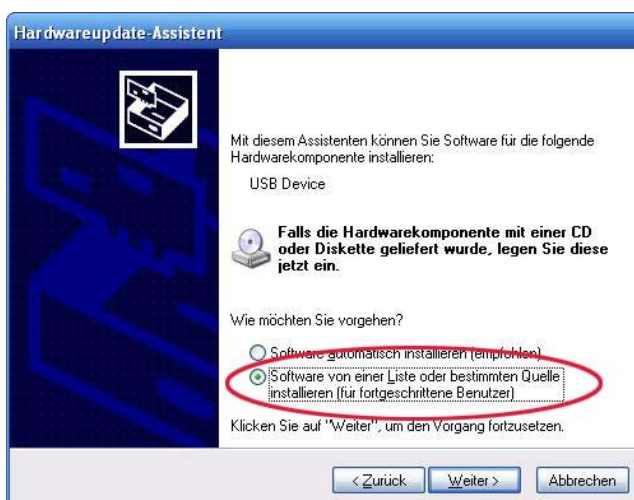 Hardwareupdate-Assistent
Mit diesem Assistenten können Sie Software für die folgende
Hardwarekomponente installieren:
USB Device
Falls die Hardwarekomponente mit einer CD
oder Diskette geliefert wurde, legen Sie diese
jetzt ein.
Wie möchten Sie vorgehen?
Software automatisch installieren (empfohlen)
Software von einer Liste oder bestimmten Quelle
installieren (für fortgeschrittene Benutzer)
Klicken Sie auf "Weiter", um den Vorgang fortzusetzen.
< Zurück Weiter > Abbrechen